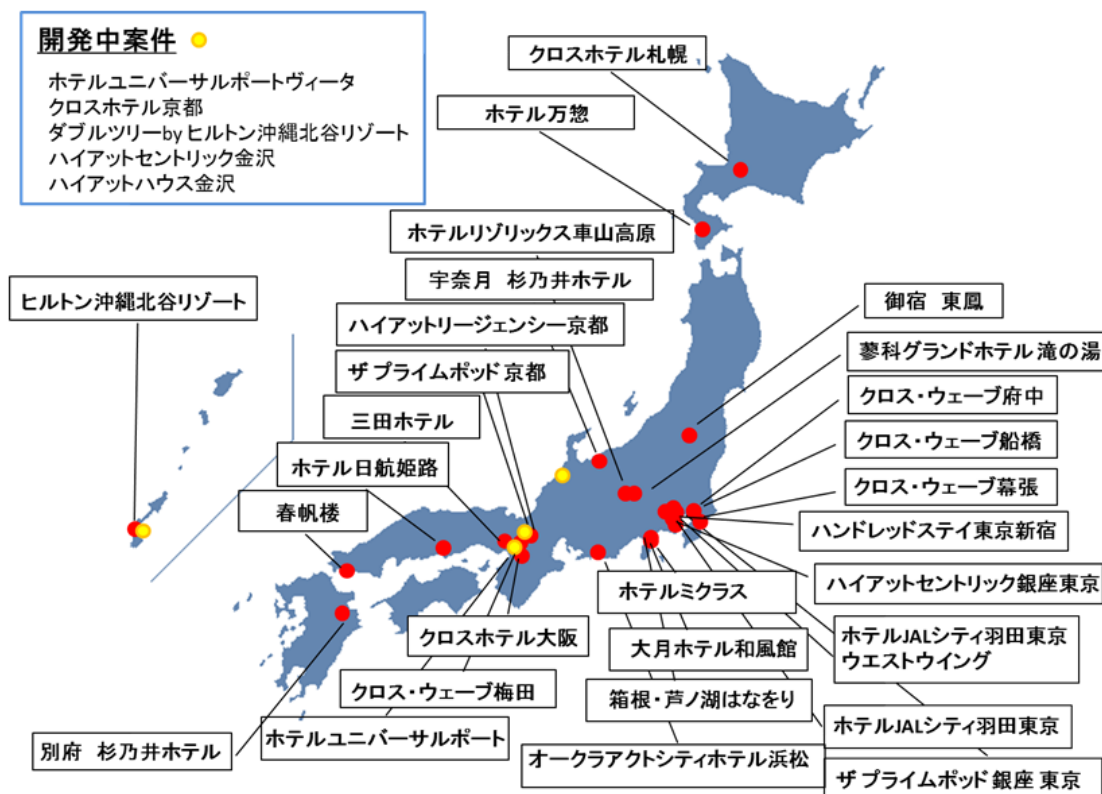 開発中案件
ホテルユニバーサルポートヴィータ
クロスホテル京都
ダブルツリーby ヒルトン沖縄北谷リゾート
ハイアットセントリック金沢
ハイアットハウス金沢
クロスホテル札幌
ホテル万惣
ホテルリゾリックス車山高原
宇奈月 杉乃井ホテル
ヒルトン沖縄北谷リゾート
御宿 東鳳
ハイアットリージェンシー京都
蓼科グランドホテル滝の湯
ザ プライムポッド 京都
クロス・ウェーブ府中
三田ホテル
クロス・ウェーブ船橋
ホテル日航姫路
クロス・ウェーブ幕張
春帆楼
ハンドレッドステイ東京新宿
ハイアットセントリック銀座東京
ホテルミクラス
クロスホテル大阪
大月ホテル和風館
ホテルJALシティ羽田東京
ウエストウイング
クロス・ウェーブ梅田
箱根・芦ノ湖はなをり
ホテルユニバーサルポート
ホテルJALシティ羽田東京
別府 杉乃井ホテル
オークラアクトシティホテル浜松
ザ プライムポッド 銀座 東京